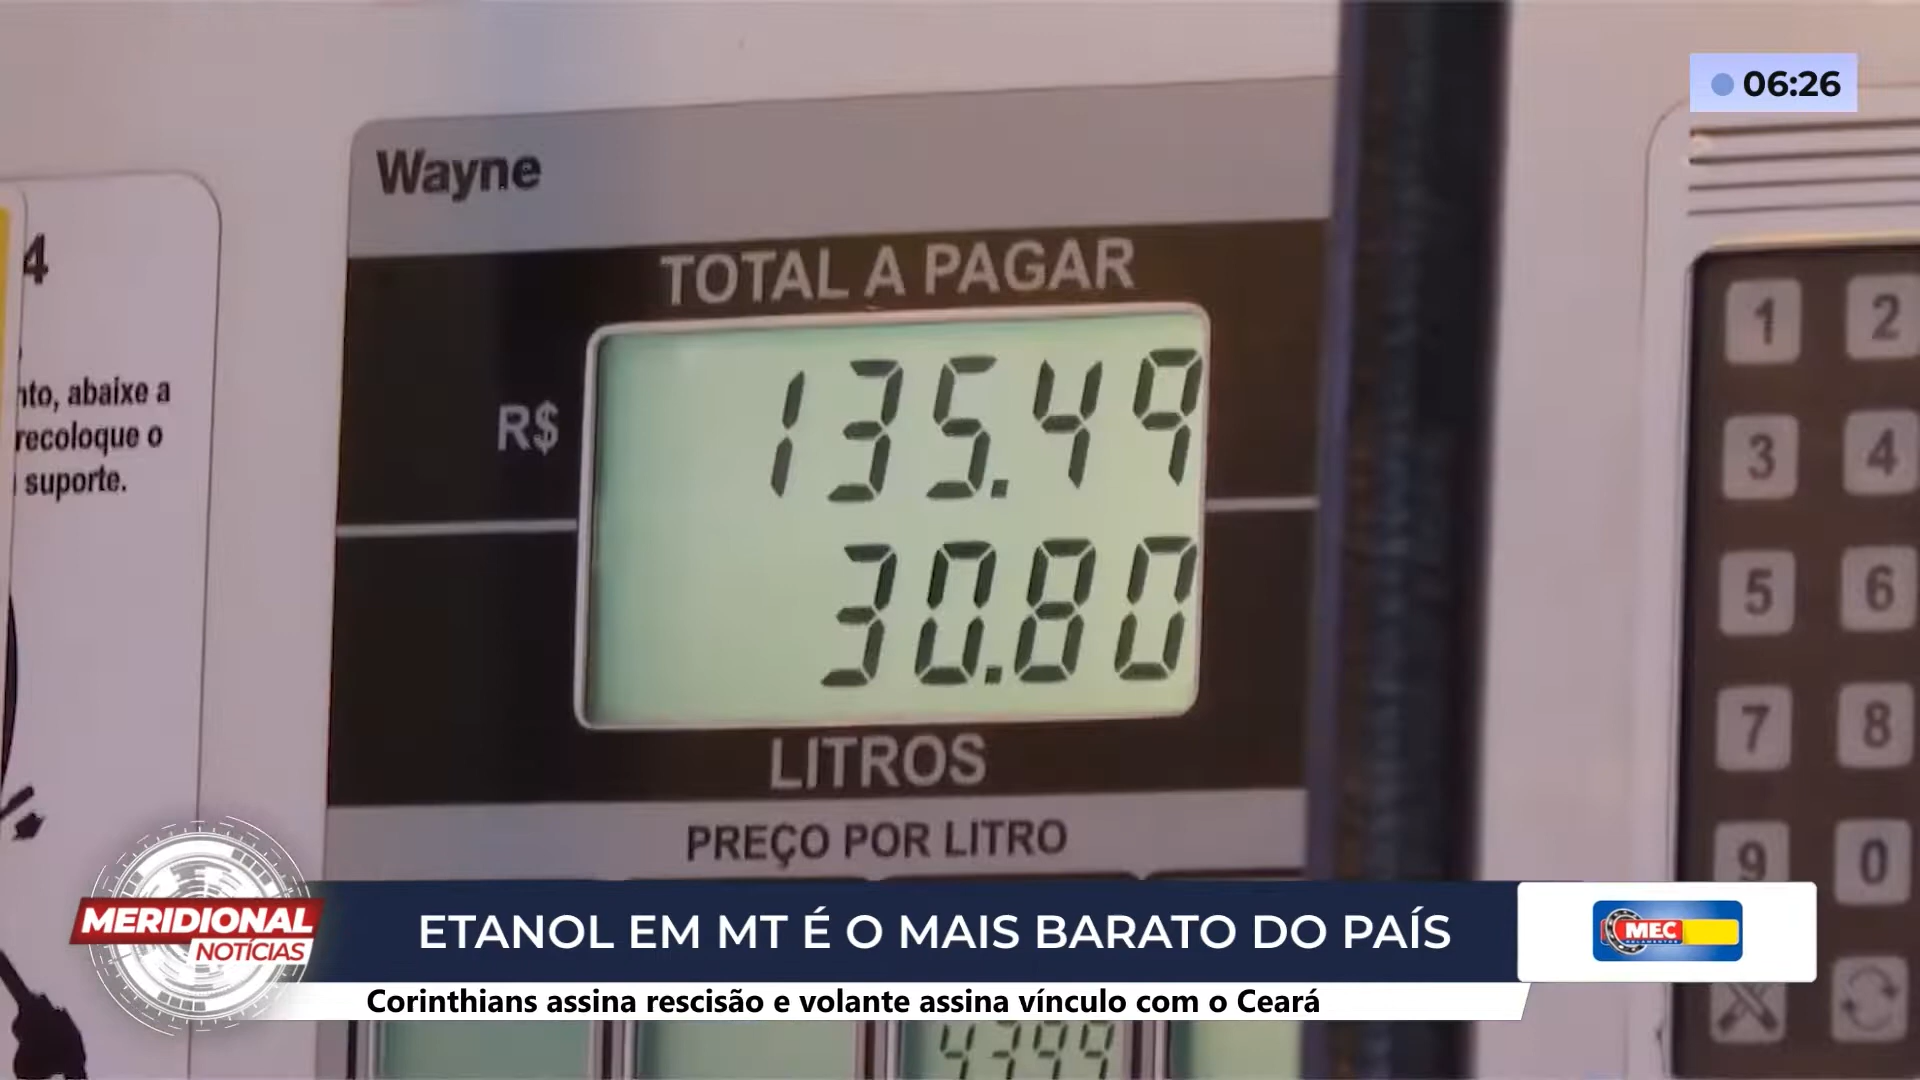 06:26
Wayne
TOTAL A PAGAR
R$
135.49
30.80
LITROS
PREÇO POR LITRO
4
nto, abaixe a
recoloque o
suporte.
1 2
3 4
5 6
7 8
9 0
MERIDIONAL
NOTÍCIAS
ETANOL EM MT É O MAIS BARATO DO PAÍS
MEC
ROLAMENTOS
Corinthians assina rescisão e volante assina vínculo com o Ceará